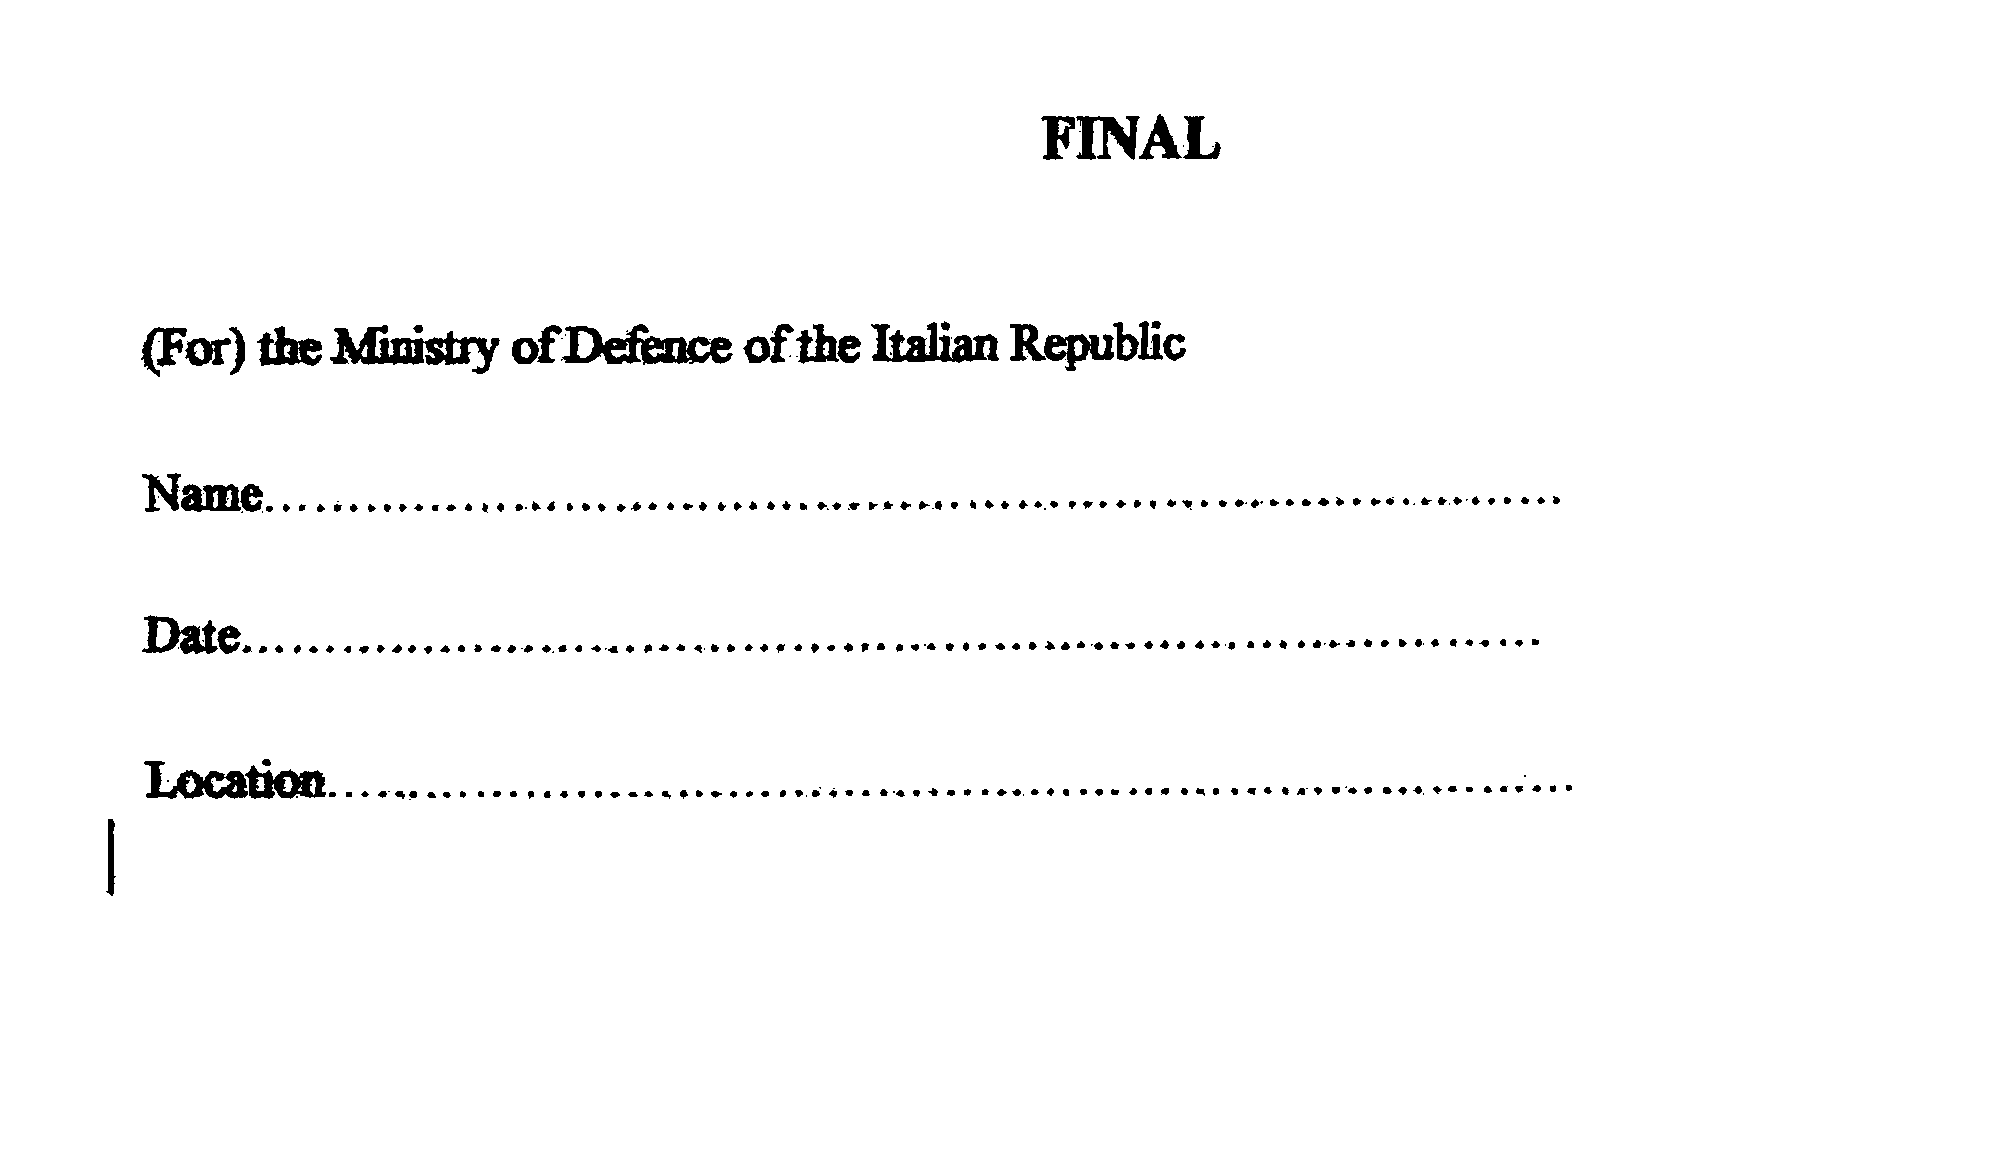 FINAL
(For) the Ministry of Defence of the Italian Republic
Name..............................................................................
Date..............................................................................
Location...........................................................................